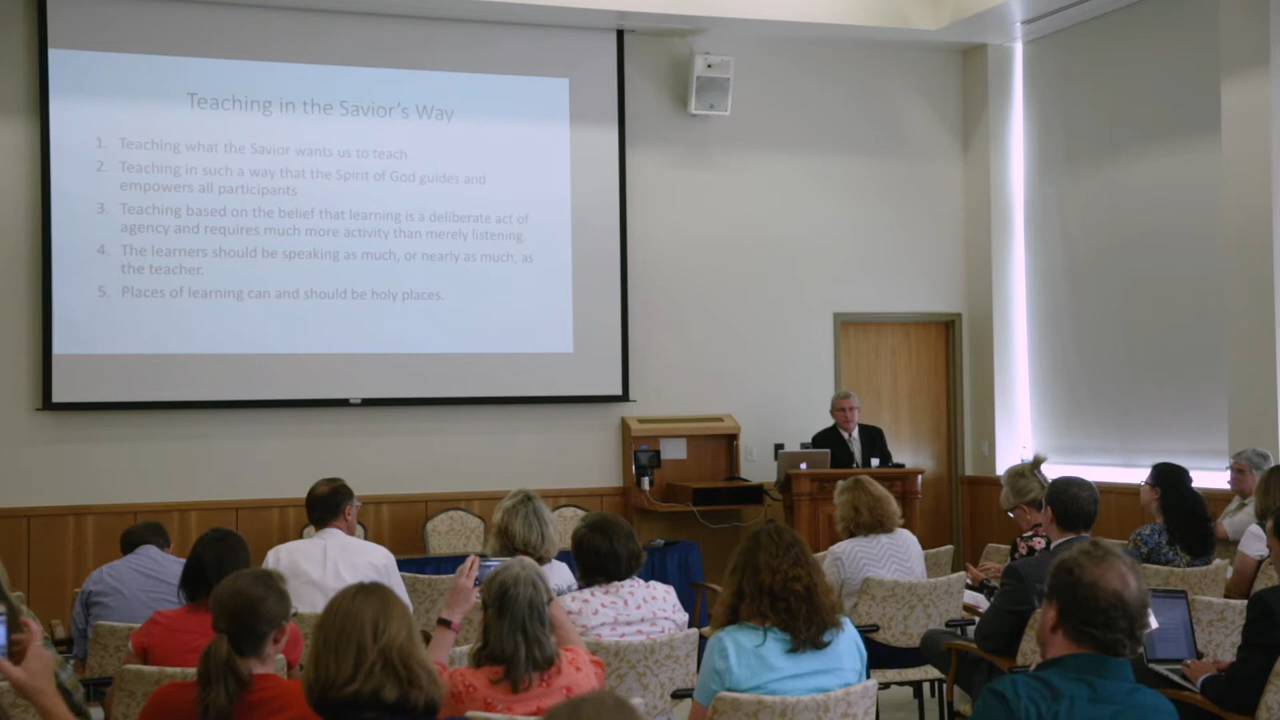 Teaching in the Savior's Way
1. Teaching what the Savior wants us to teach
2. Teaching in such a way that the Spirit of God guides and
empowers all participants
3. Teaching based on the belief that learning is a deliberate act of
agency and requires much more activity than merely listening.
4. The learners should be speaking as much, or nearly as much, as
the teacher.
5. Places of learning can and should be holy places.